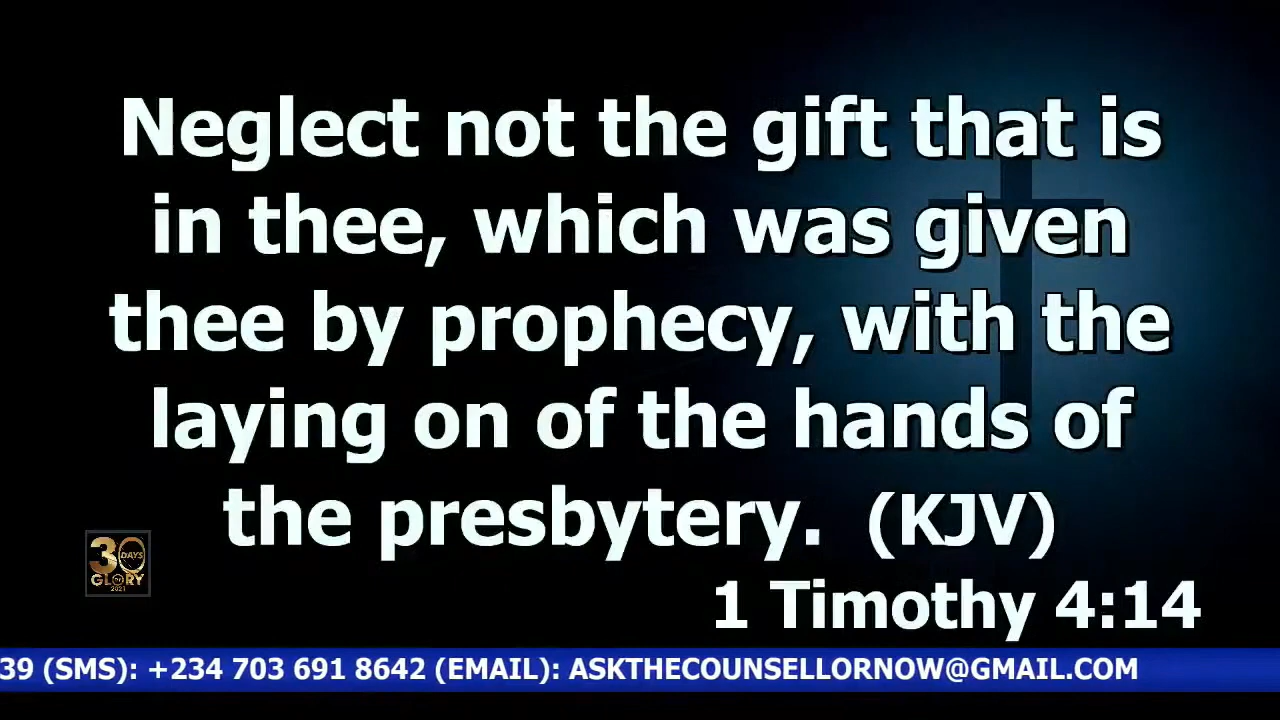 Neglect not the gift that is
in thee, which was given
thee by prophecy, with the
laying on of the hands of
the presbytery. (KJV)
1 Timothy 4:14
30
DAYS
OF
GLORY
2021
39 (SMS): +234 703 691 8642 (EMAIL): ASKTHECOUNSELLORNOW@GMAIL.COM